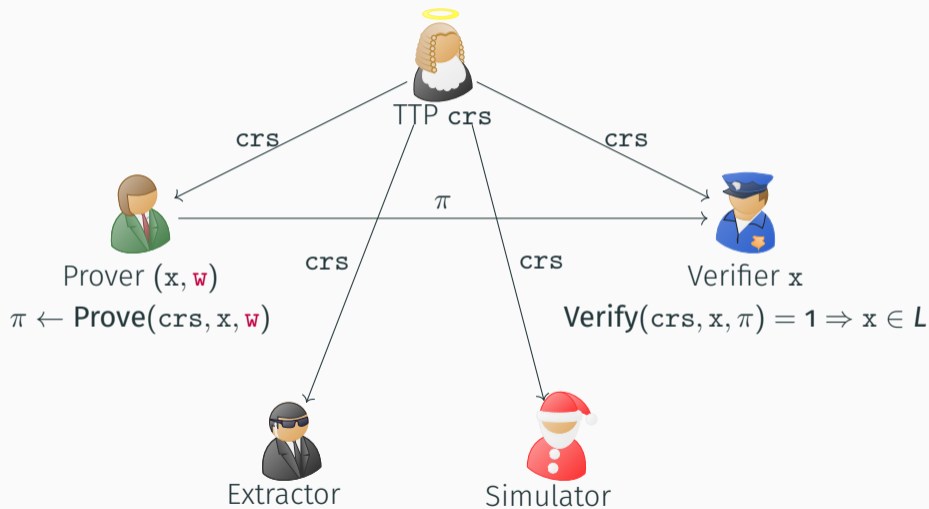 TTP crs
crs
crs
π
Prover (x, w)
π ← Prove(crs, x, w)
Verifier x
Verify(crs, x, π) = 1 ⇒ x ∈ L
crs
crs
Extractor
Simulator